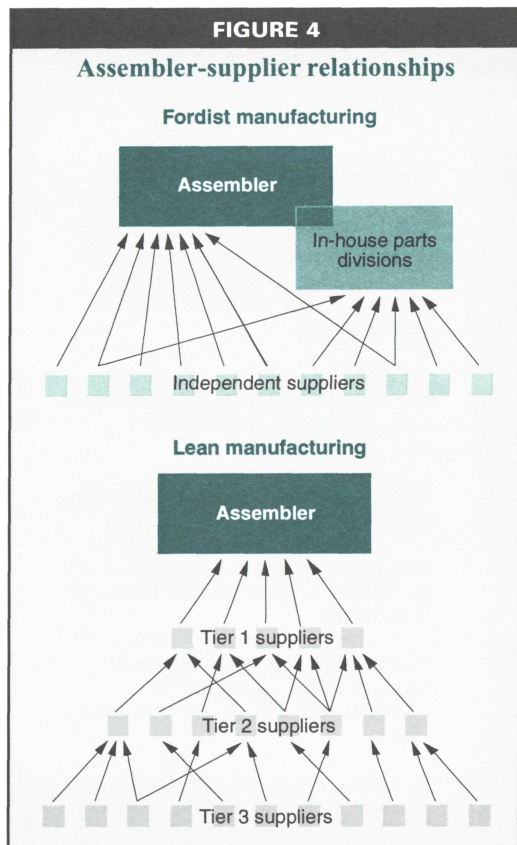 FIGURE 4
Assembler-supplier relationships
Fordist manufacturing
Assembler
In-house parts
divisions
Independent suppliers
Lean manufacturing
Assembler
Tier 1 suppliers
Tier 2 suppliers
Tier 3 suppliers